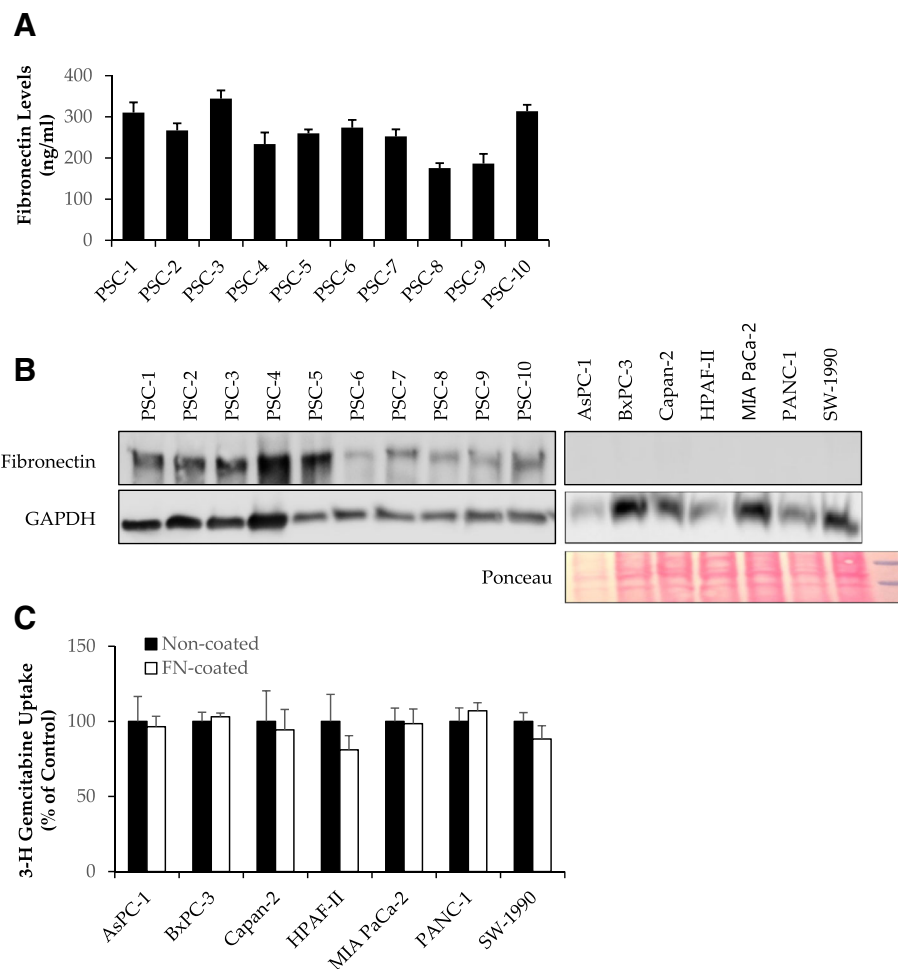 A
Fibronectin Levels
(ng/ml)
400
300
200
100
0
PSC-1
PSC-2
PSC-3
PSC-4
PSC-5
PSC-6
PSC-7
PSC-8
PSC-9
PSC-10
B
PSC-1
PSC-2
PSC-3
PSC-4
PSC-5
PSC-6
PSC-7
PSC-8
PSC-9
PSC-10
AsPC-1
BxPC-3
Capan-2
HPAF-II
MIA PaCa-2
PANC-1
SW-1990
Fibronectin
GAPDH
Ponceau
C
3-H Gemcitabine Uptake
(% of Control)
150
100
50
0
Non-coated
FN-coated
AsPC-1
BxPC-3
Capan-2
HPAF-II
MIA PaCa-2
PANC-1
SW-1990